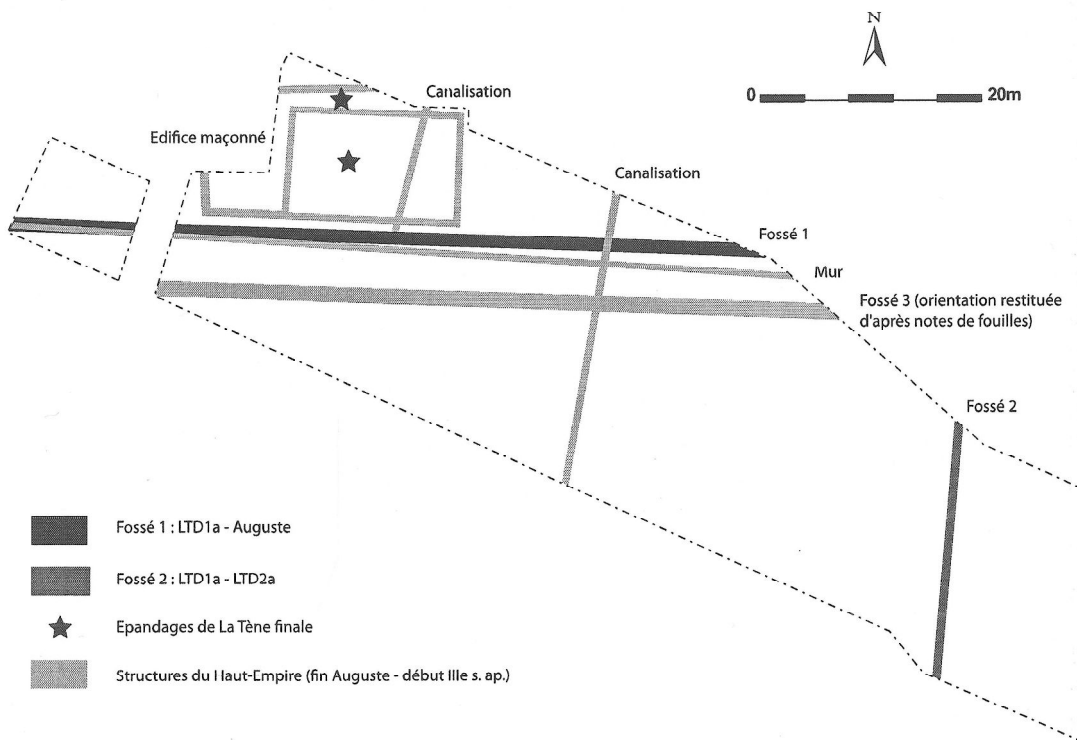 N
0
20m
Canalisation
Edifice maçonné
Canalisation
Fossé 1
Mur
Fossé 3 (orientation restituée
d'après notes de fouilles)
Fossé 2
Fossé 1 : LTD1a - Auguste
Fossé 2 : LTD1a - LTD2a
Epandages de La Tène finale
Structures du Haut-Empire (fin Auguste - début IIIe s. ap.)